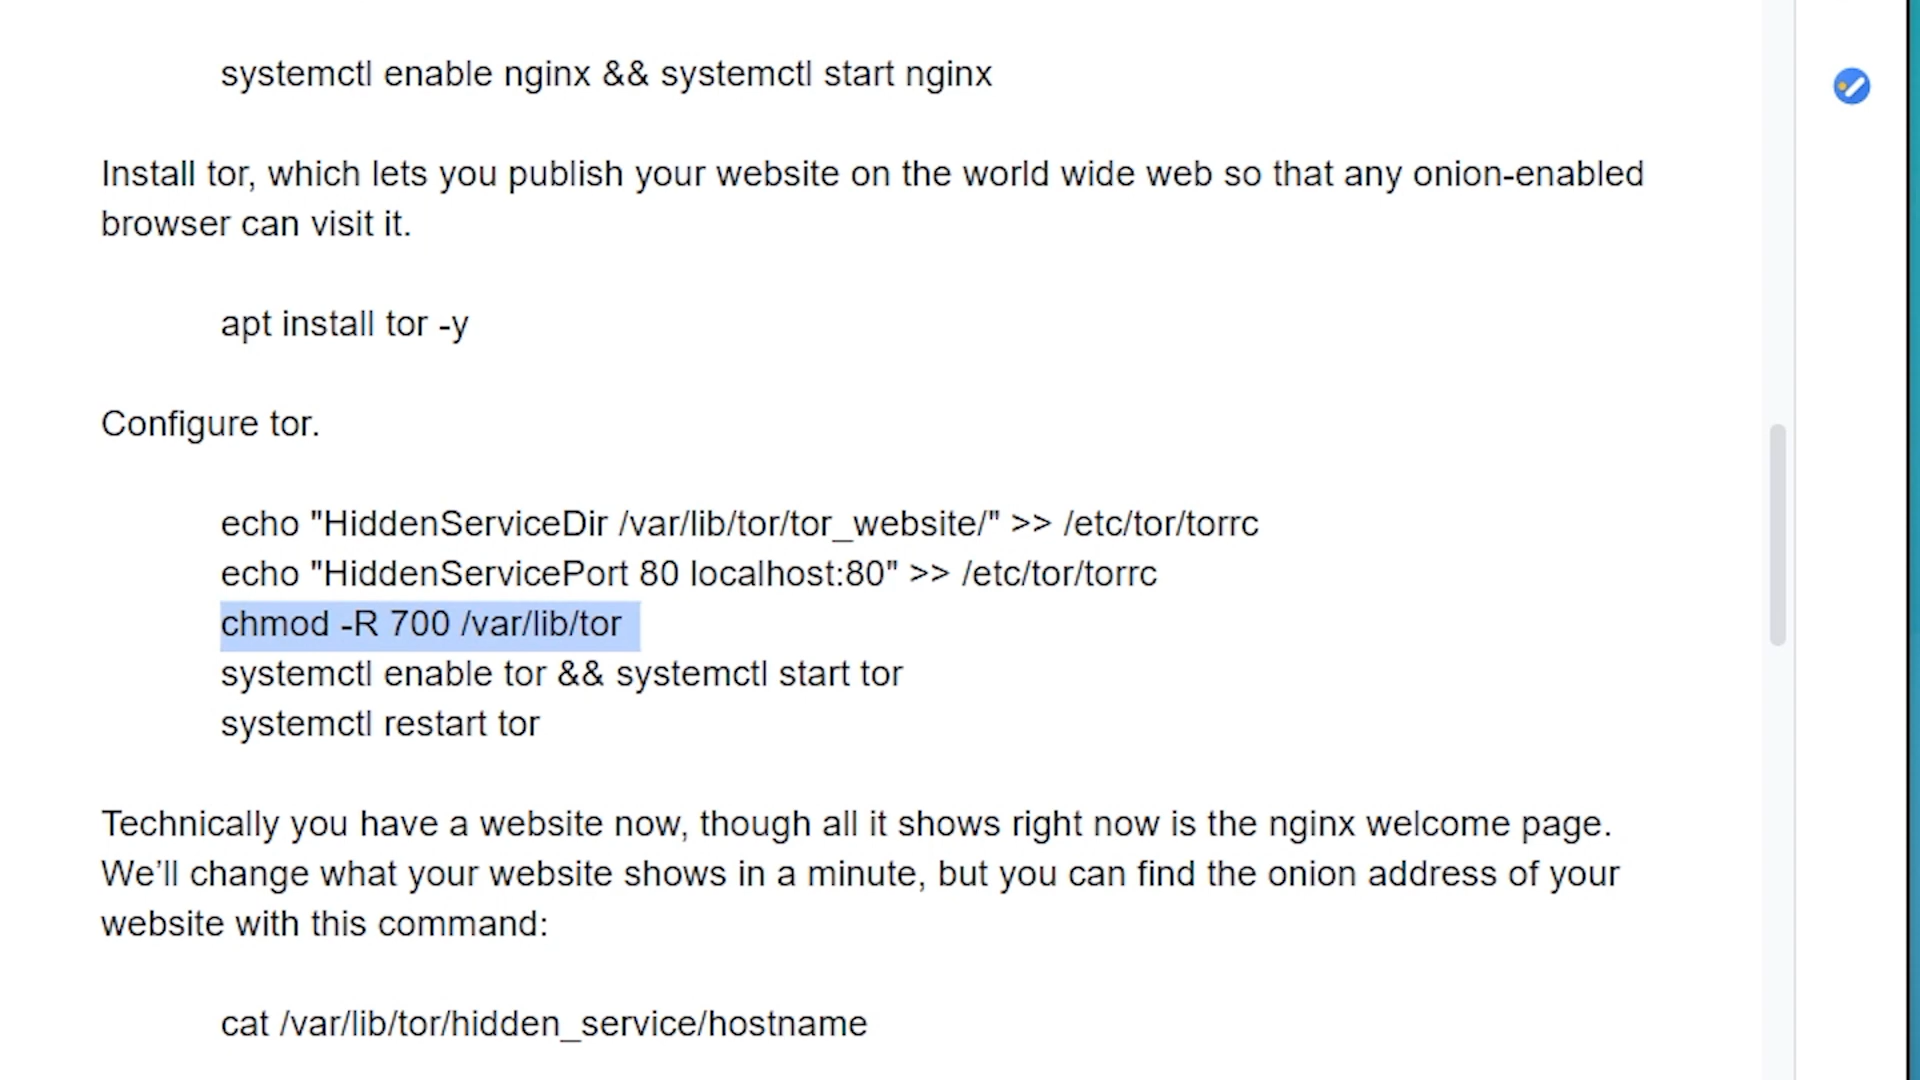 systemctl enable nginx && systemctl start nginx
Install tor, which lets you publish your website on the world wide web so that any onion-enabled
browser can visit it.
apt install tor -y
Configure tor.
echo "HiddenServiceDir /var/lib/tor/tor_website/" >> /etc/tor/torrc
echo "HiddenServicePort 80 localhost:80" >> /etc/tor/torrc
chmod -R 700 /var/lib/tor
systemctl enable tor && systemctl start tor
systemctl restart tor
Technically you have a website now, though all it shows right now is the nginx welcome page.
We’ll change what your website shows in a minute, but you can find the onion address of your
website with this command:
cat /var/lib/tor/hidden_service/hostname